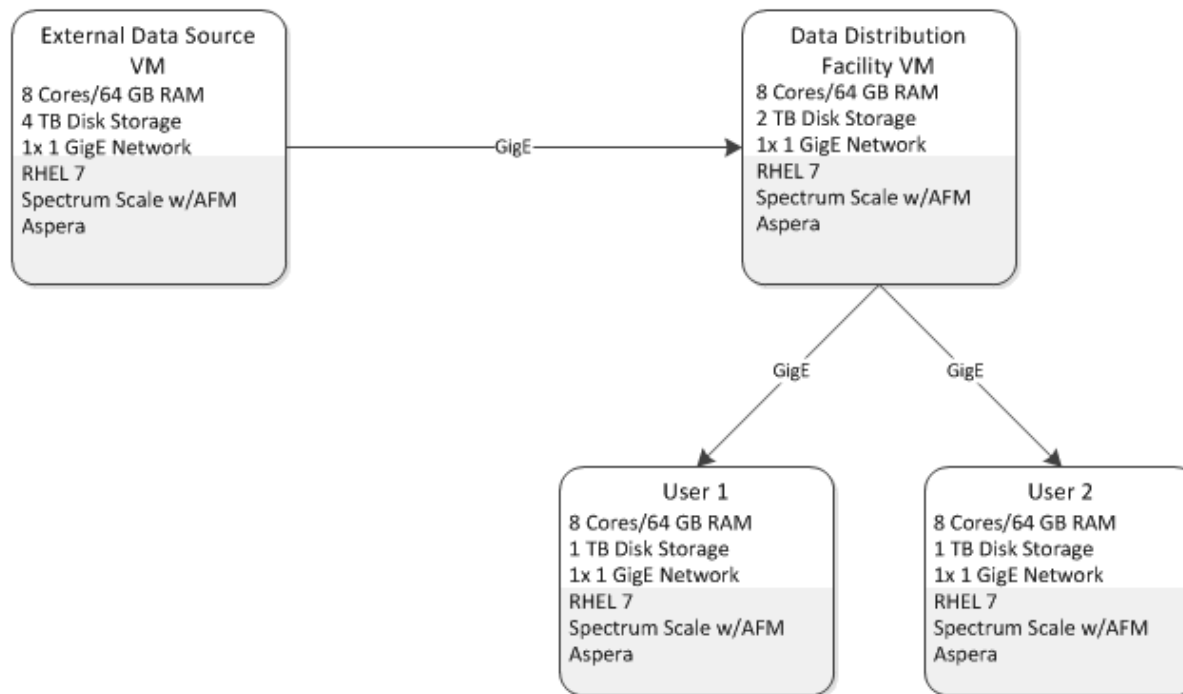 External Data Source
VM
8 Cores/64 GB RAM
4 TB Disk Storage
1x 1 GigE Network
RHEL 7
Spectrum Scale w/AFM
Aspera
GigE
Data Distribution
Facility VM
8 Cores/64 GB RAM
2 TB Disk Storage
1x 1 GigE Network
RHEL 7
Spectrum Scale w/AFM
Aspera
GigE
GigE
User 1
8 Cores/64 GB RAM
1 TB Disk Storage
1x 1 GigE Network
RHEL 7
Spectrum Scale w/AFM
Aspera
User 2
8 Cores/64 GB RAM
1 TB Disk Storage
1x 1 GigE Network
RHEL 7
Spectrum Scale w/AFM
Aspera